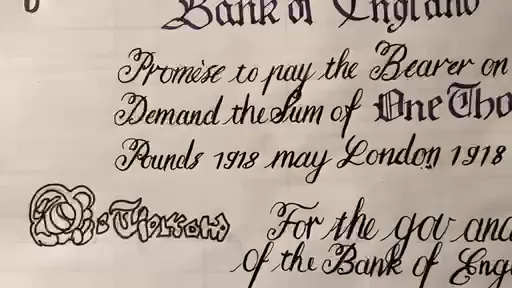 Bank of England
Promise to pay the Bearer on
Demand the Sum of One Tho
Pounds 1918 may London 1918
Thousand For the gov and
of the Bank of Eng